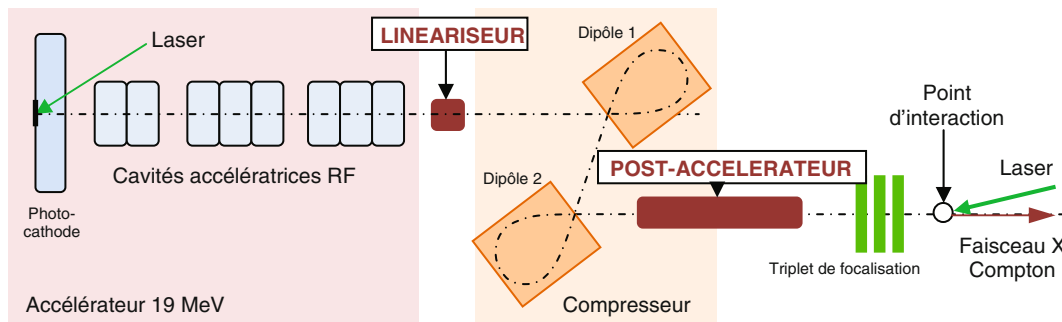 Laser
LINEARISEUR
Dipôle 1
Cavités accélératrices RF
Photo-
cathode
Accélérateur 19 MeV
Dipôle 2
POST-ACCELERATEUR
Compresseur
Triplet de focalisation
Point
d'interaction
Laser
Faisceau X
Compton